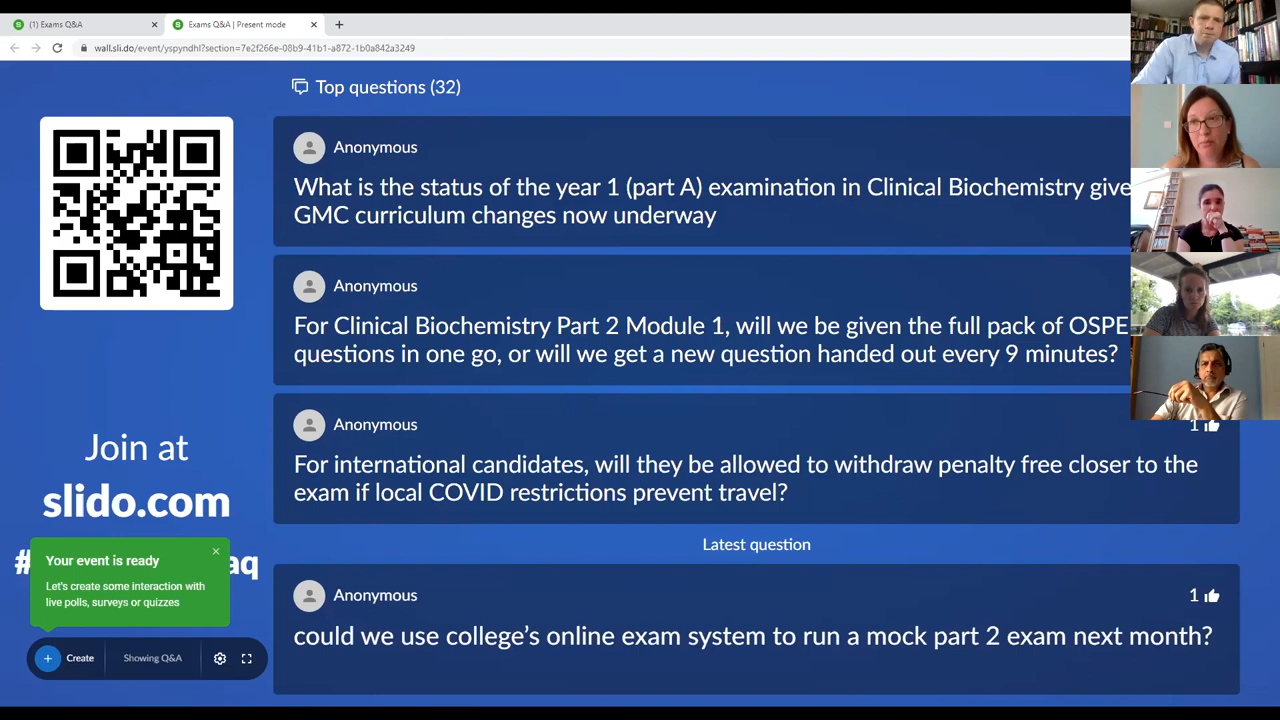 (1) Exams Q&A
Exams Q&A | Present mode
wall.sli.do/event/yspyndhl?section=7e2f266e-08b9-41b1-a872-1b0a842a3249
Top questions (32)
Anonymous
What is the status of the year 1 (part A) examination in Clinical Biochemistry give
GMC curriculum changes now underway
Anonymous
For Clinical Biochemistry Part 2 Module 1, will we be given the full pack of OSPE
questions in one go, or will we get a new question handed out every 9 minutes?
Anonymous
1
For international candidates, will they be allowed to withdraw penalty free closer to the
exam if local COVID restrictions prevent travel?
Latest question
Anonymous
1
could we use college’s online exam system to run a mock part 2 exam next month?
Join at
slido.com
#
aq
Your event is ready
Let's create some interaction with
live polls, surveys or quizzes
Create
Showing Q&A